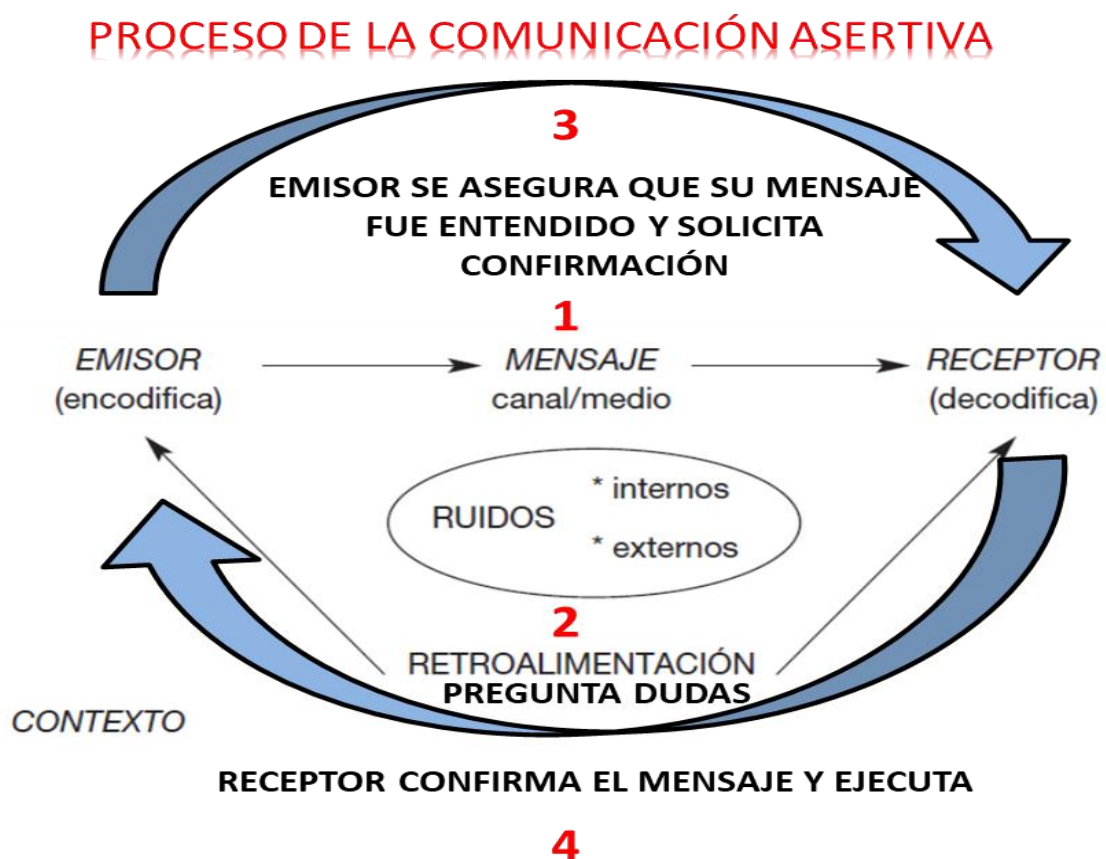 PROCESO DE LA COMUNICACIÓN ASERTIVA
3
EMISOR SE ASEGURA QUE SU MENSAJE
FUE ENTENDIDO Y SOLICITA
CONFIRMACIÓN
1
EMISOR
(encodifica)
MENSAJE
canal/medio
RECEPTOR
(decodifica)
RUIDOS
* internos
* externos
2
RETROALIMENTACIÓN
PREGUNTA DUDAS
CONTEXTO
RECEPTOR CONFIRMA EL MENSAJE Y EJECUTA
4